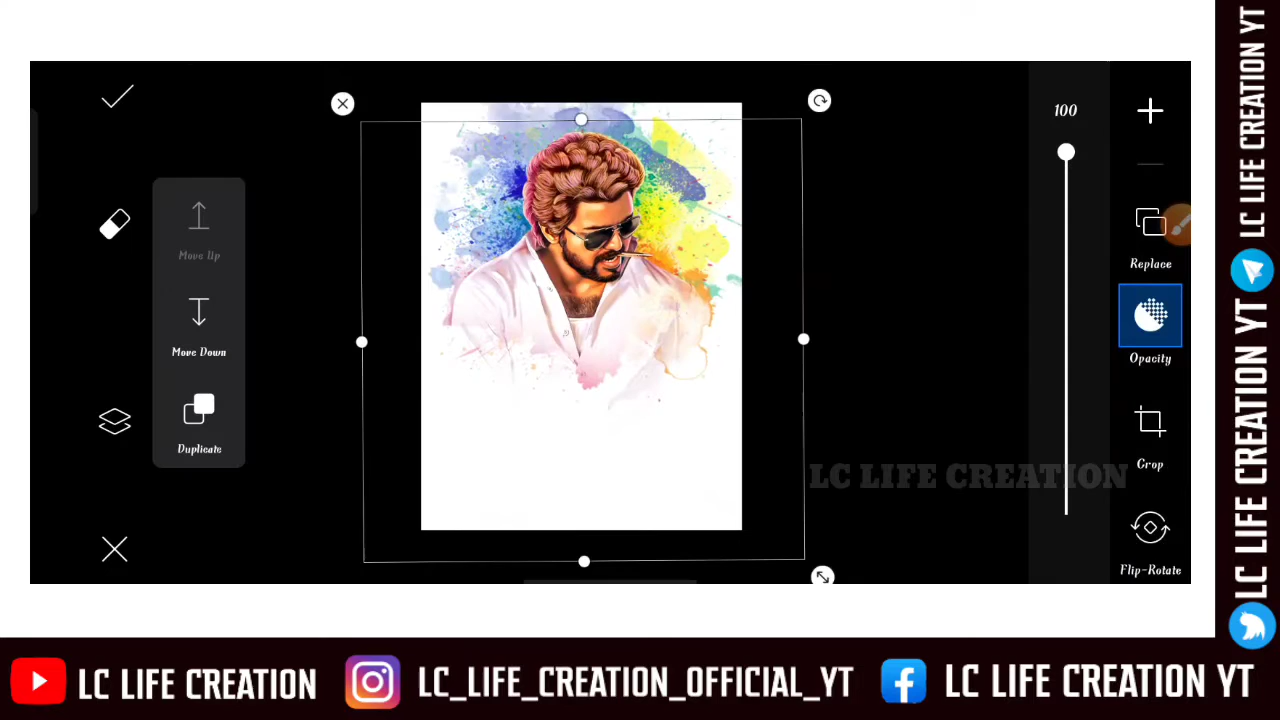 100
Replace
Opacity
Crop
Flip-Rotate
Move Up
Move Down
Duplicate
LC LIFE CREATION
LC LIFE CREATION YT
LC LIFE CREATION YT
LC LIFE CREATION
LC_LIFE_CREATION_OFFICIAL_YT
LC LIFE CREATION YT